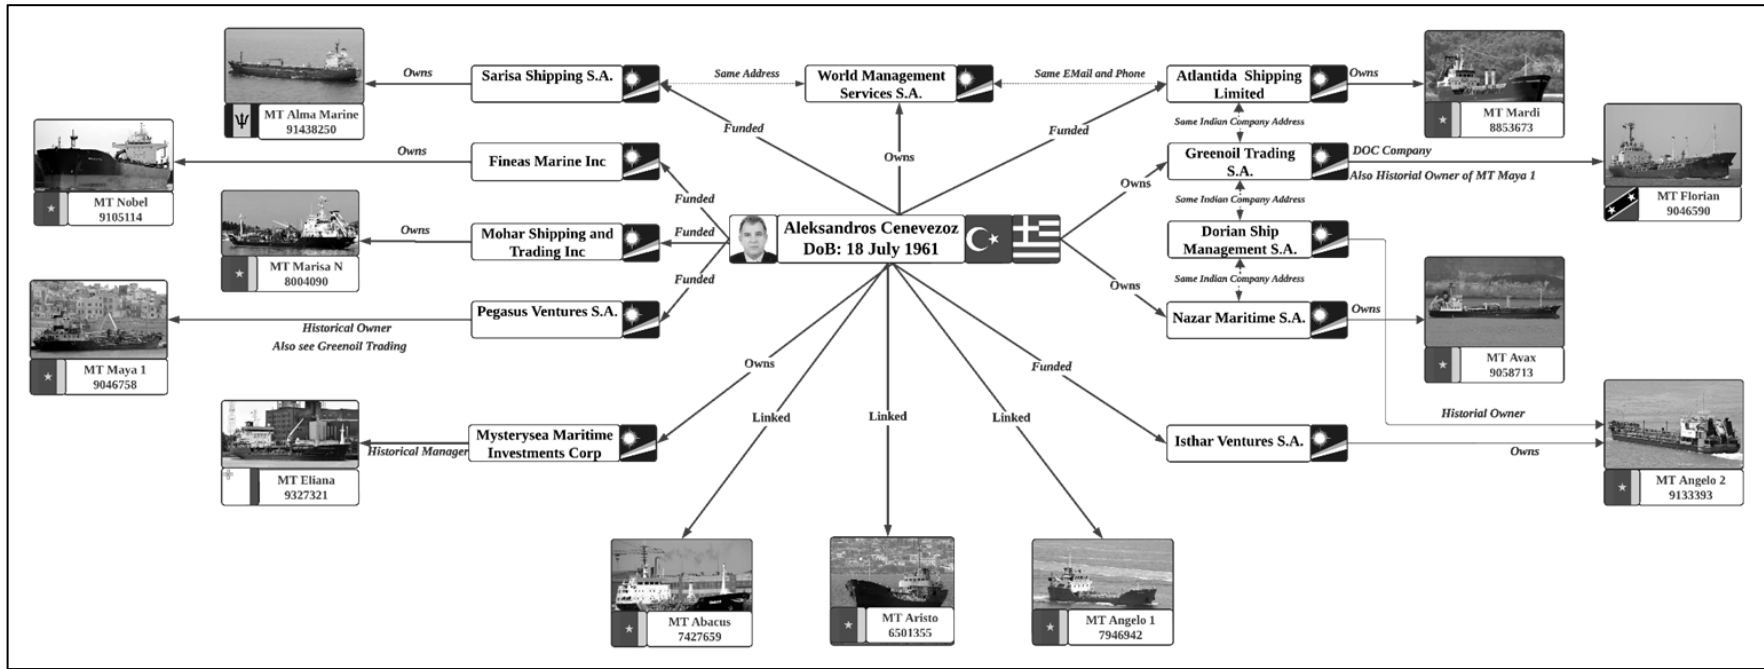 Owns
Sarisa Shipping S.A.
Same Address
World Management
Services S.A.
Same EMail and Phone
Atlantida Shipping
Limited
Owns
MT Alma Marine
91438250
MT Mardi
8853673
Funded
Funded
Same Indian Company Address
Owns
Fineas Marine Inc
Owns
Greenoil Trading
S.A.
DOC Company
Also Historial Owner of MT Maya 1
MT Nobel
9105114
Funded
Owns
Same Indian Company Address
MT Florian
9046590
Owns
Mohar Shipping and
Trading Inc
Funded
Aleksandros Cenevezoz
DoB: 18 July 1961
Dorian Ship
Management S.A.
MT Marisa N
8004090
Funded
Owns
Same Indian Company Address
Pegasus Ventures S.A.
Historical Owner
Also see Greenoil Trading
Nazar Maritime S.A.
Owns
MT Maya 1
9046758
MT Avax
9058713
Owns
Funded
Linked
Linked
Linked
Historial Owner
Historical Manager
Mysterysea Maritime
Investments Corp
Isthar Ventures S.A.
Owns
MT Eliana
9327321
MT Angelo 2
9133393
MT Abacus
7427659
MT Aristo
6501355
MT Angelo 1
7946942